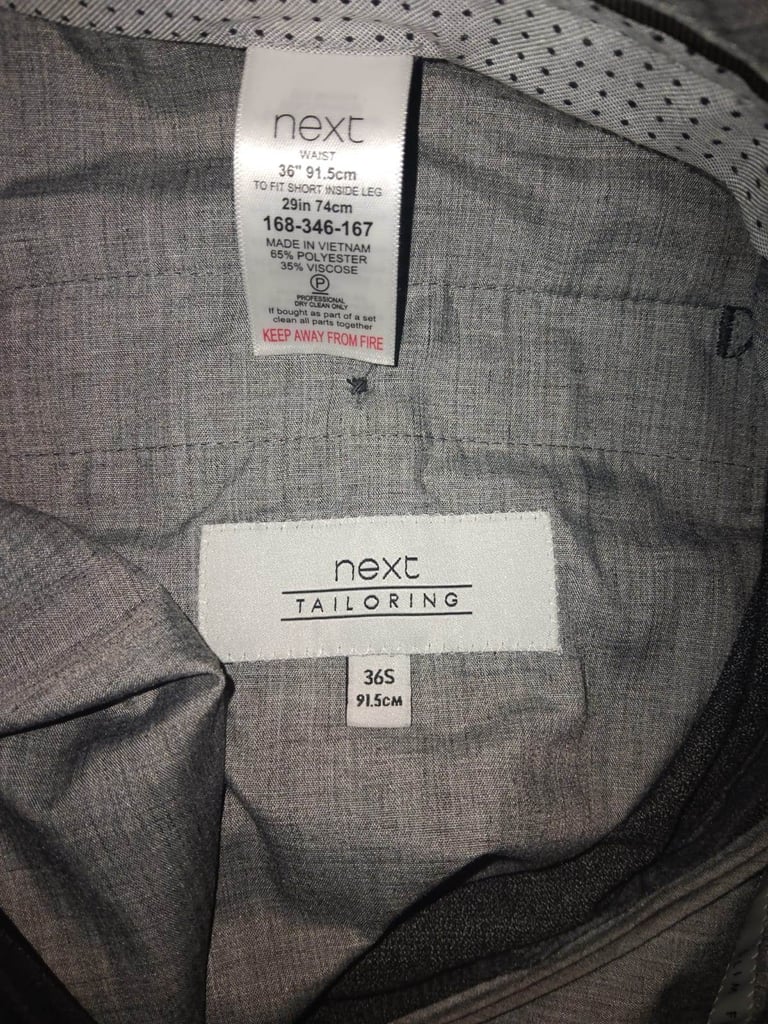 next
WAIST
36" 91.5cm
TO FIT SHORT INSIDE LEG
29in 74cm
168-346-167
MADE IN VIETNAM
65% POLYESTER
35% VISCOSE
P
PROFESSIONAL
DRY CLEAN ONLY
If bought as part of a set
clean all parts together
KEEP AWAY FROM FIRE
next
TAILORING
36S
91.5CM